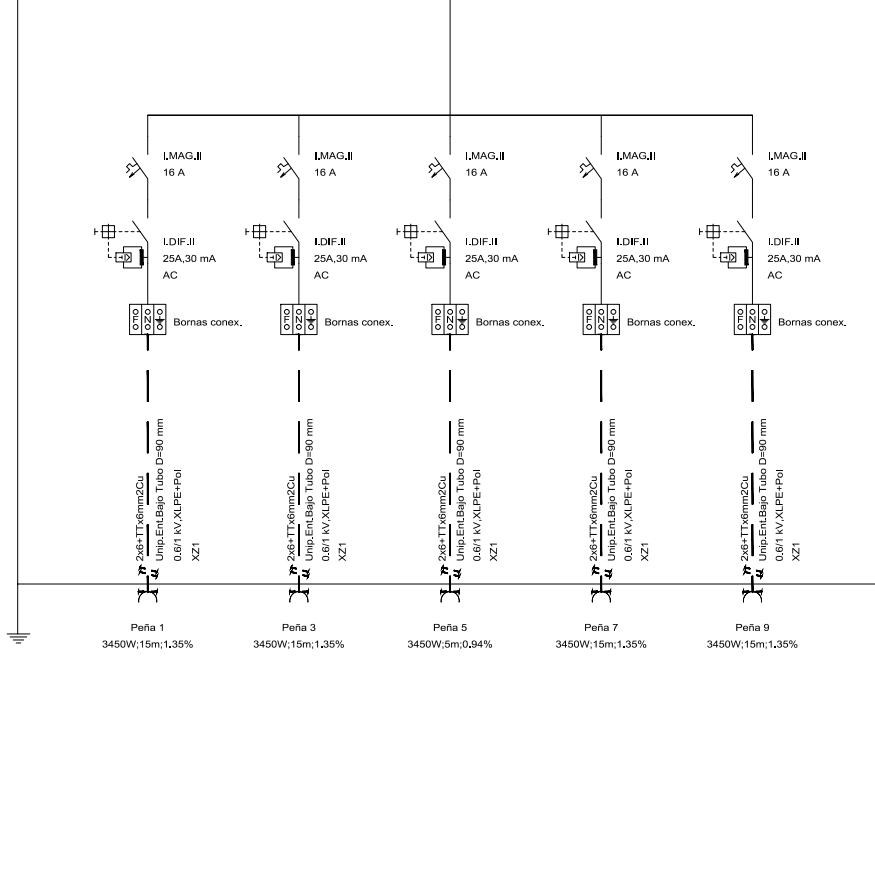 I.MAG.II
16 A
I.DIF.II
25A,30 mA
AC
F N
Bornas conex.
2x6+TTx6mm2Cu
Unip.Ent.Bajo Tubo D=90 mm
0.6/1 kV,XLPE+Pol
XZ1
Peña 1
3450W;15m;1.35%
I.MAG.II
16 A
I.DIF.II
25A,30 mA
AC
F N
Bornas conex.
2x6+TTx6mm2Cu
Unip.Ent.Bajo Tubo D=90 mm
0.6/1 kV,XLPE+Pol
XZ1
Peña 3
3450W;15m;1.35%
I.MAG.II
16 A
I.DIF.II
25A,30 mA
AC
F N
Bornas conex.
2x6+TTx6mm2Cu
Unip.Ent.Bajo Tubo D=90 mm
0.6/1 kV,XLPE+Pol
XZ1
Peña 5
3450W;5m;0.94%
I.MAG.II
16 A
I.DIF.II
25A,30 mA
AC
F N
Bornas conex.
2x6+TTx6mm2Cu
Unip.Ent.Bajo Tubo D=90 mm
0.6/1 kV,XLPE+Pol
XZ1
Peña 7
3450W;15m;1.35%
I.MAG.II
16 A
I.DIF.II
25A,30 mA
AC
F N
Bornas conex.
2x6+TTx6mm2Cu
Unip.Ent.Bajo Tubo D=90 mm
0.6/1 kV,XLPE+Pol
XZ1
Peña 9
3450W;15m;1.35%